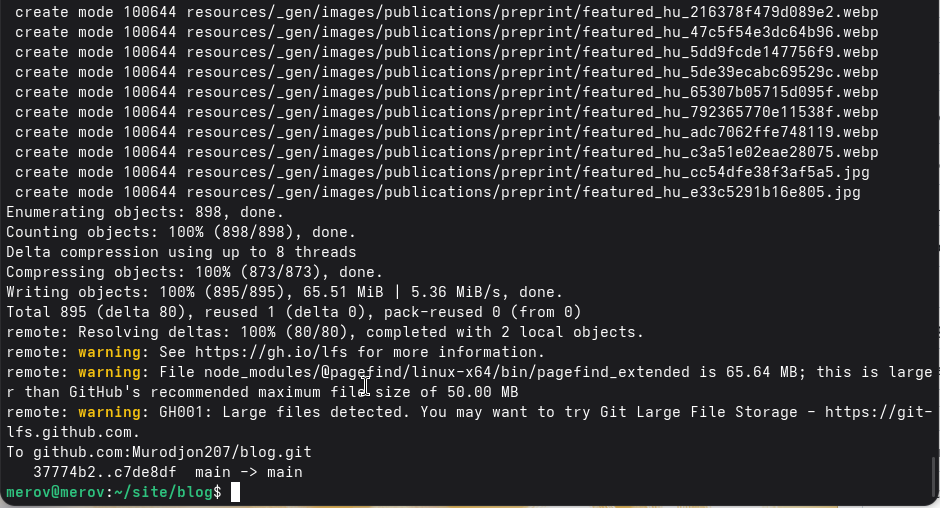 create mode 100644 resources/_gen/images/publications/preprint/featured_hu_216378f479d089e2.webp
create mode 100644 resources/_gen/images/publications/preprint/featured_hu_47c5f54e3dc64b96.webp
create mode 100644 resources/_gen/images/publications/preprint/featured_hu_5dd9fcde147756f9.webp
create mode 100644 resources/_gen/images/publications/preprint/featured_hu_5de39ecabc69529c.webp
create mode 100644 resources/_gen/images/publications/preprint/featured_hu_65307b05715d095f.webp
create mode 100644 resources/_gen/images/publications/preprint/featured_hu_792365770e11538f.webp
create mode 100644 resources/_gen/images/publications/preprint/featured_hu_adc7062ffe748119.webp
create mode 100644 resources/_gen/images/publications/preprint/featured_hu_c3a51e02eae28075.webp
create mode 100644 resources/_gen/images/publications/preprint/featured_hu_cc54dfe38f3af5a5.jpg
create mode 100644 resources/_gen/images/publications/preprint/featured_hu_e33c5291b16e805.jpg
Enumerating objects: 898, done.
Counting objects: 100% (898/898), done.
Delta compression using up to 8 threads
Compressing objects: 100% (873/873), done.
Writing objects: 100% (895/895), 65.51 MiB | 5.36 MiB/s, done.
Total 895 (delta 80), reused 1 (delta 0), pack-reused 0 (from 0)
remote: Resolving deltas: 100% (80/80), completed with 2 local objects.
remote: warning: See https://gh.io/lfs for more information.
remote: warning: File node_modules/@pagefind/linux-x64/bin/pagefind_extended is 65.64 MB; this is large
r than GitHub's recommended maximum file size of 50.00 MB
remote: warning: GH001: Large files detected. You may want to try Git Large File Storage - https://git-
lfs.github.com.
To github.com:Murodjon207/blog.git
37774b2..c7de8df  main -> main
merov@merov:~/site/blog$